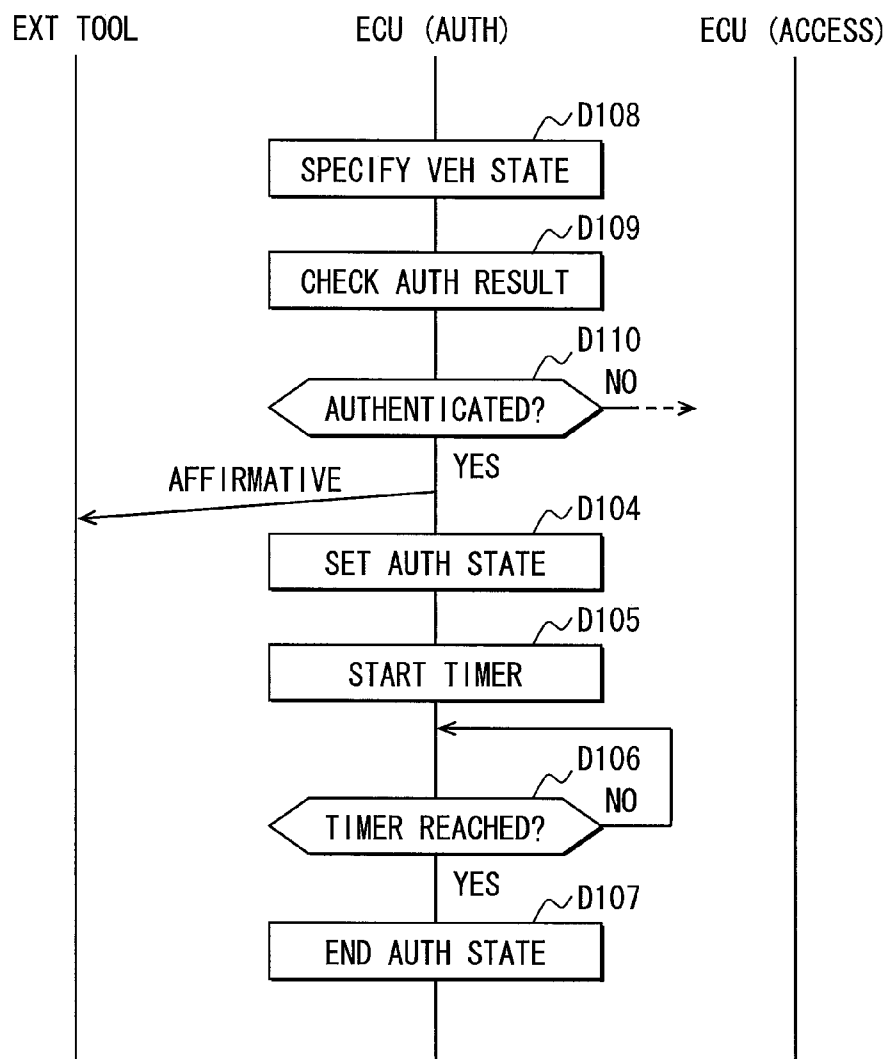 EXT TOOL
ECU (AUTH)
ECU (ACCESS)
D108
SPECIFY VEH STATE
D109
CHECK AUTH RESULT
D110
NO
AUTHENTICATED?
YES
AFFIRMATIVE
D104
SET AUTH STATE
D105
START TIMER
D106
NO
TIMER REACHED?
YES
D107
END AUTH STATE